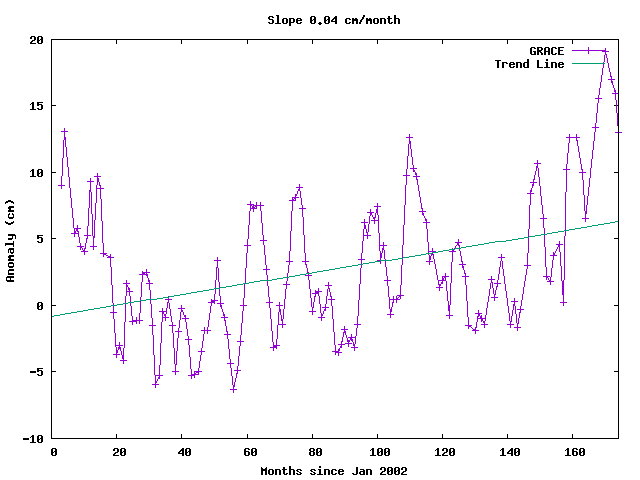 Slope 0.04 cm/month
GRACE
Trend Line
20
15
10
5
0
-5
-10
Anomaly (cm)
0 20 40 60 80 100 120 140 160
Months since Jan 2002